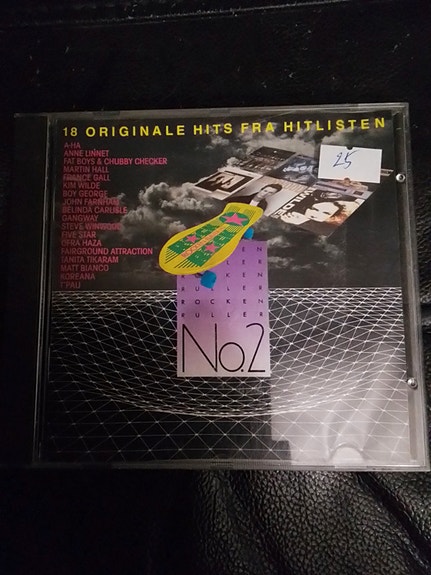 18 ORIGINALE HITS FRA HITLISTEN
A-HA
ANNE LINNET
FAT BOYS & CHUBBY CHECKER
MARTIN HALL
FRANCE GALL
KIM WILDE
BOY GEORGE
JOHN FARNHAM
BELINDA CARLISLE
GANGWAY
STEVE WINWOOD
FIVE STAR
OFRA HAZA
FAIRGROUND ATTRACTION
TANITA TIKARAM
MATT BIANCO
KOREANA
T'PAU
25
ROCKEN
RULLER
ROCKEN
RULLER
No.2